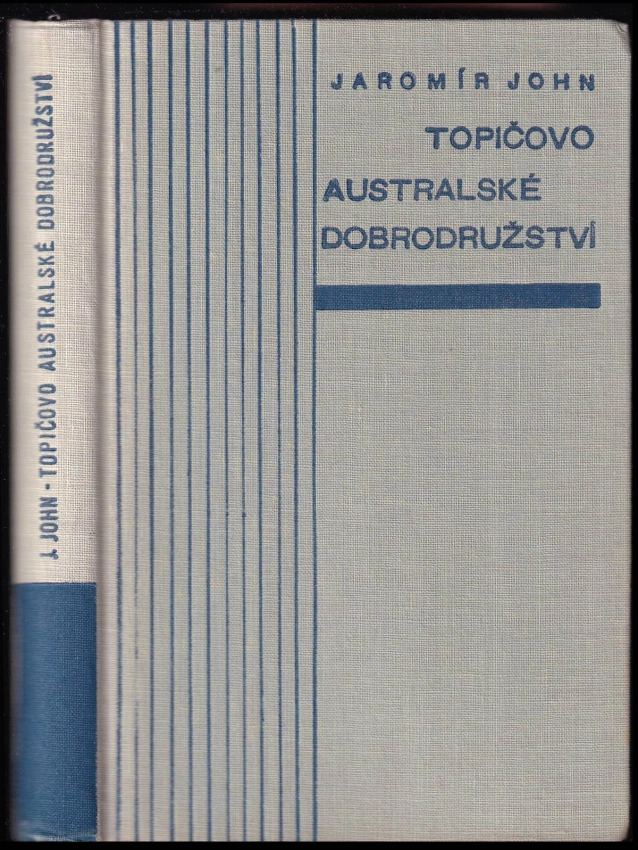 J. JOHN - TOPIČOVO AUSTRALSKÉ DOBRODRUŽSTVÍ
JAROMÍR JOHN
TOPIČOVO
AUSTRALSKÉ
DOBRODRUŽSTVÍ